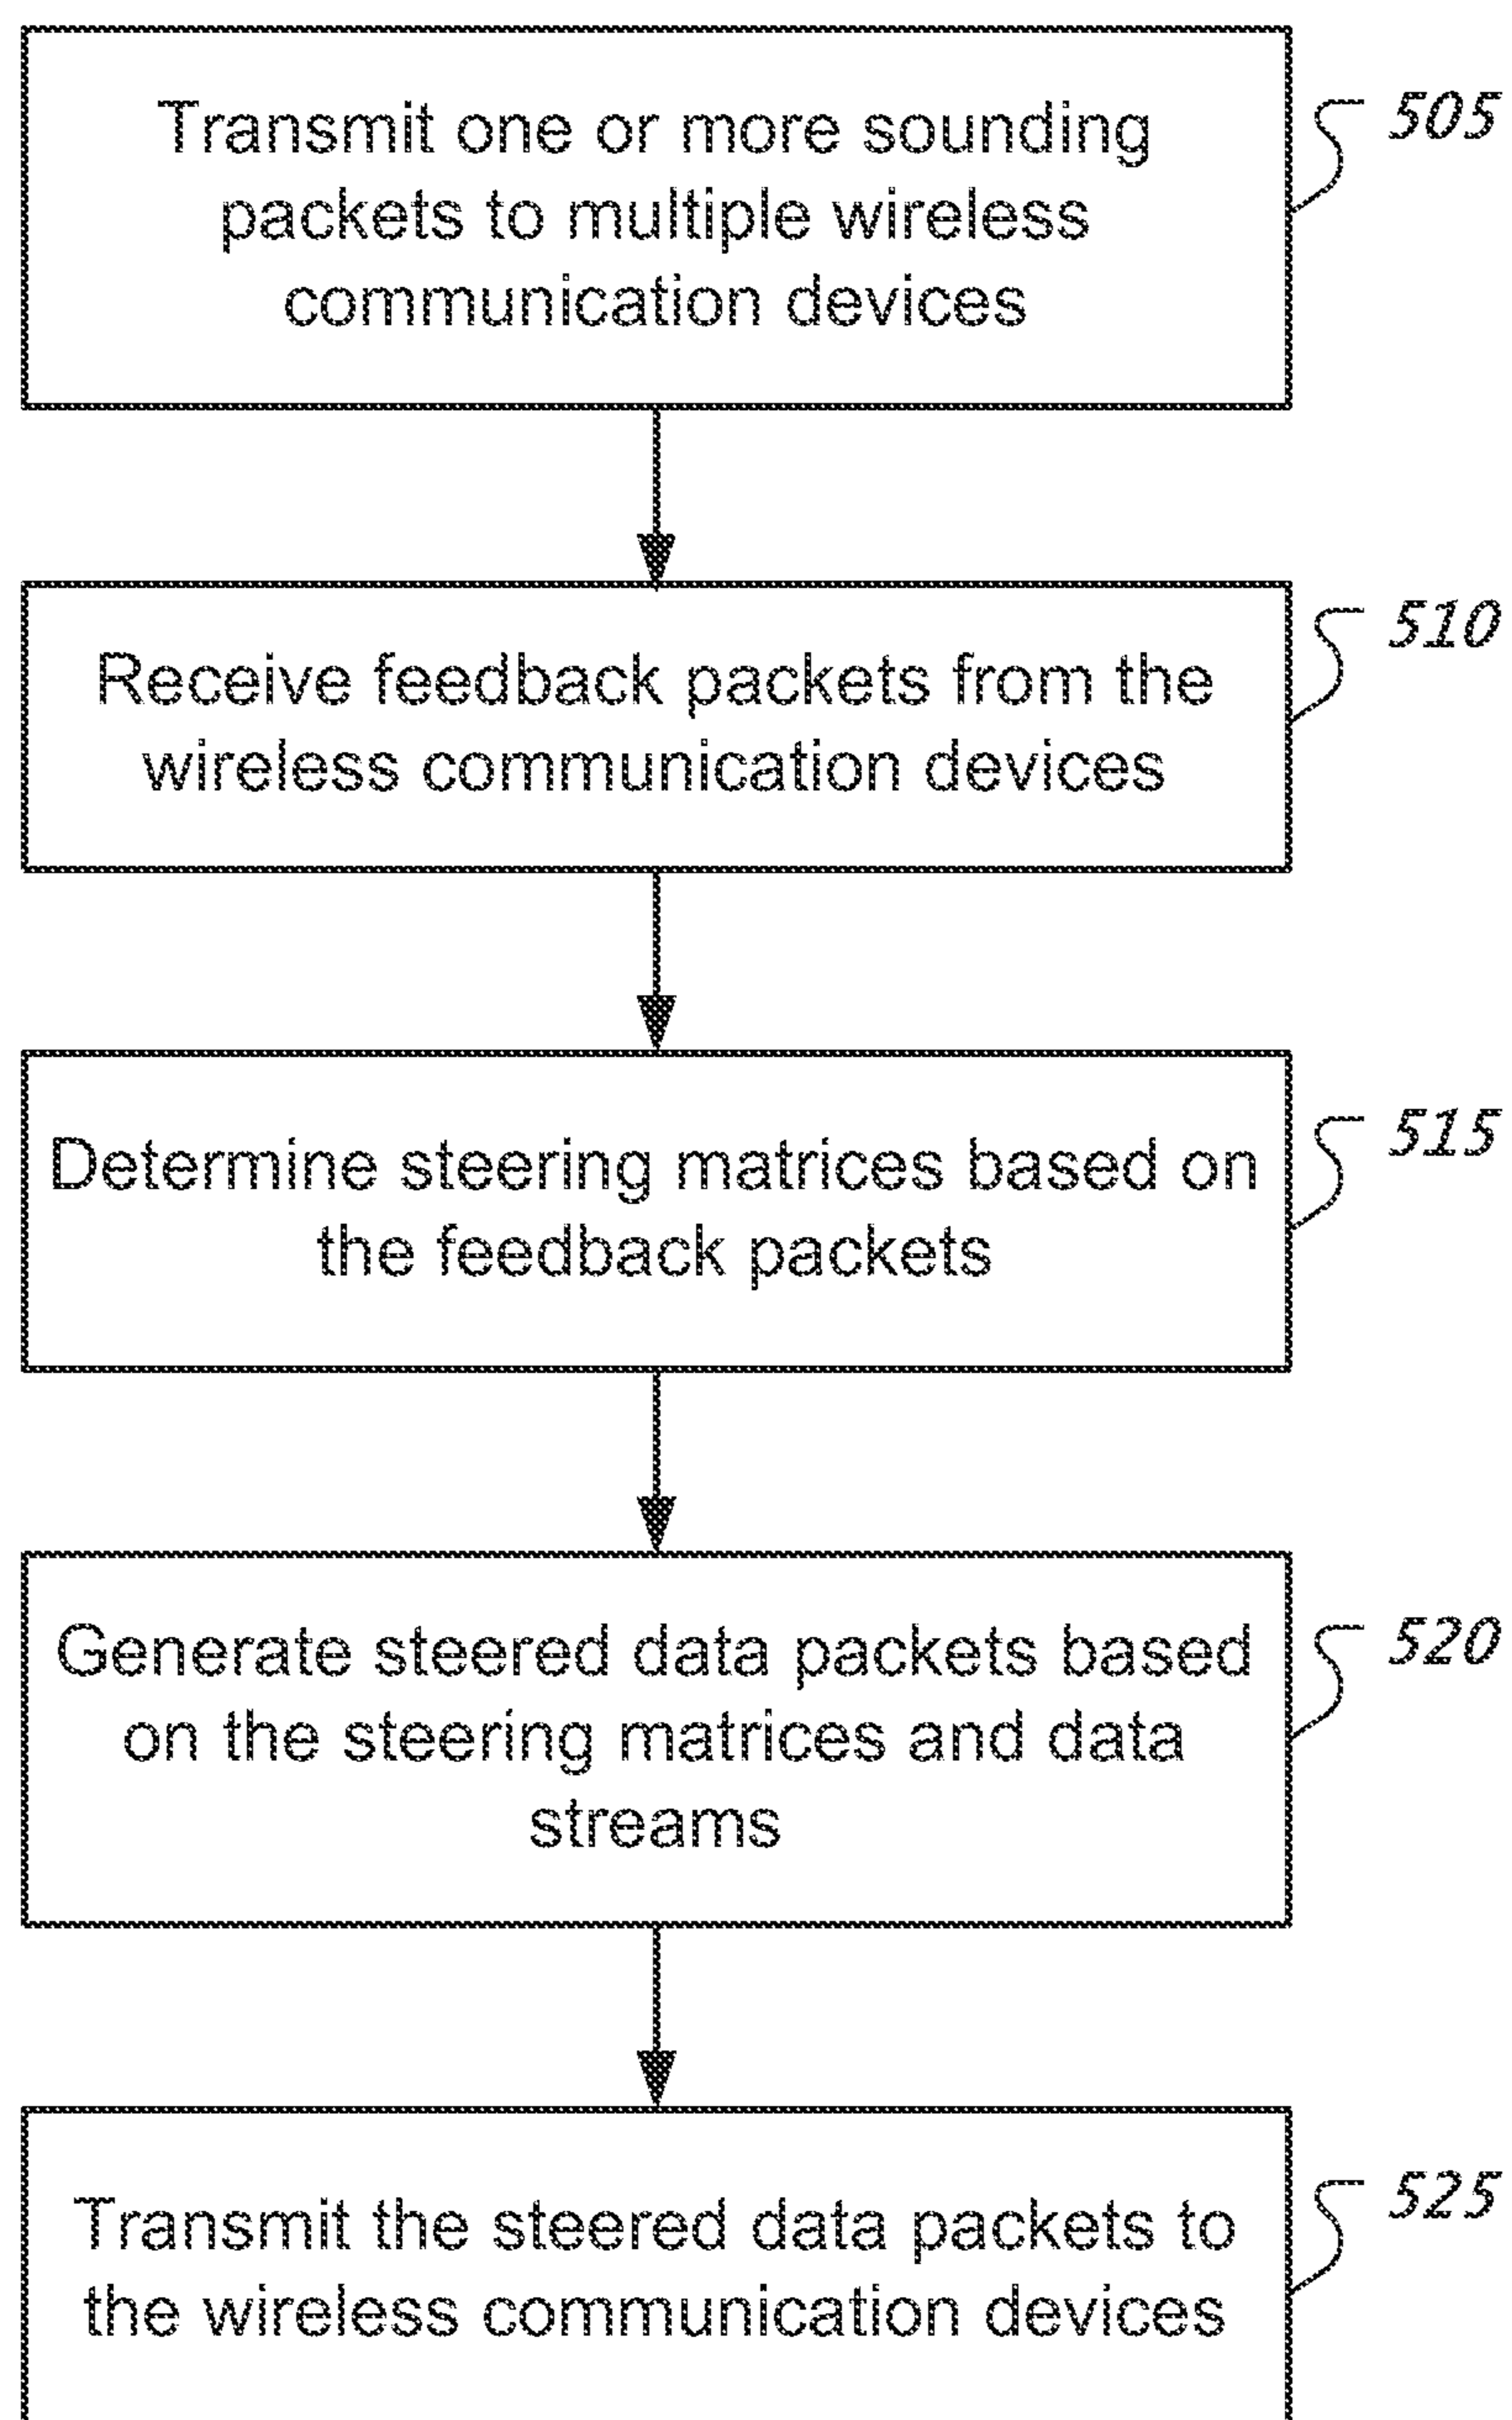 Transmit one or more sounding
packets to multiple wireless
communication devices
505
Receive feedback packets from the
wireless communication devices
510
Determine steering matrices based on
the feedback packets
515
Generate steered data packets based
on the steering matrices and data
streams
520
Transmit the steered data packets to
the wireless communication devices
525